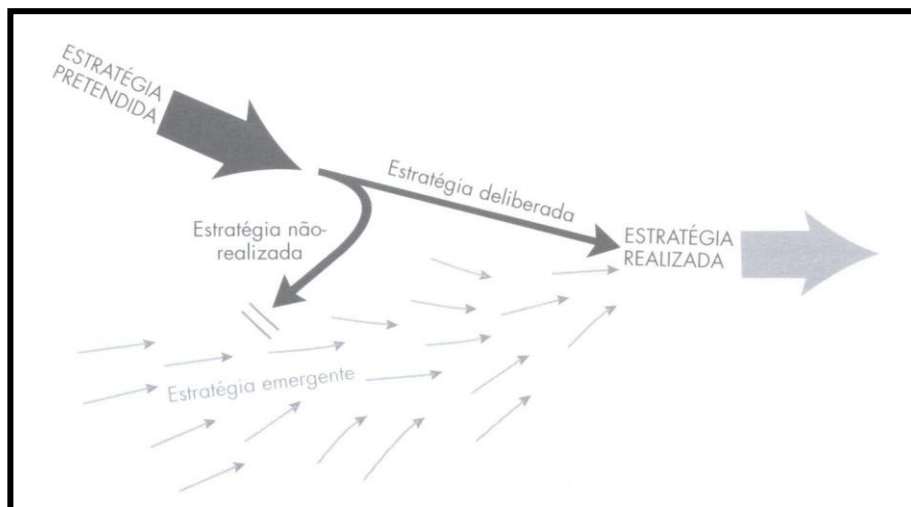 ESTRATÉGIA
PRETENDIDA
Estratégia deliberada
Estratégia não-
realizada
ESTRATÉGIA
REALIZADA
Estratégia emergente